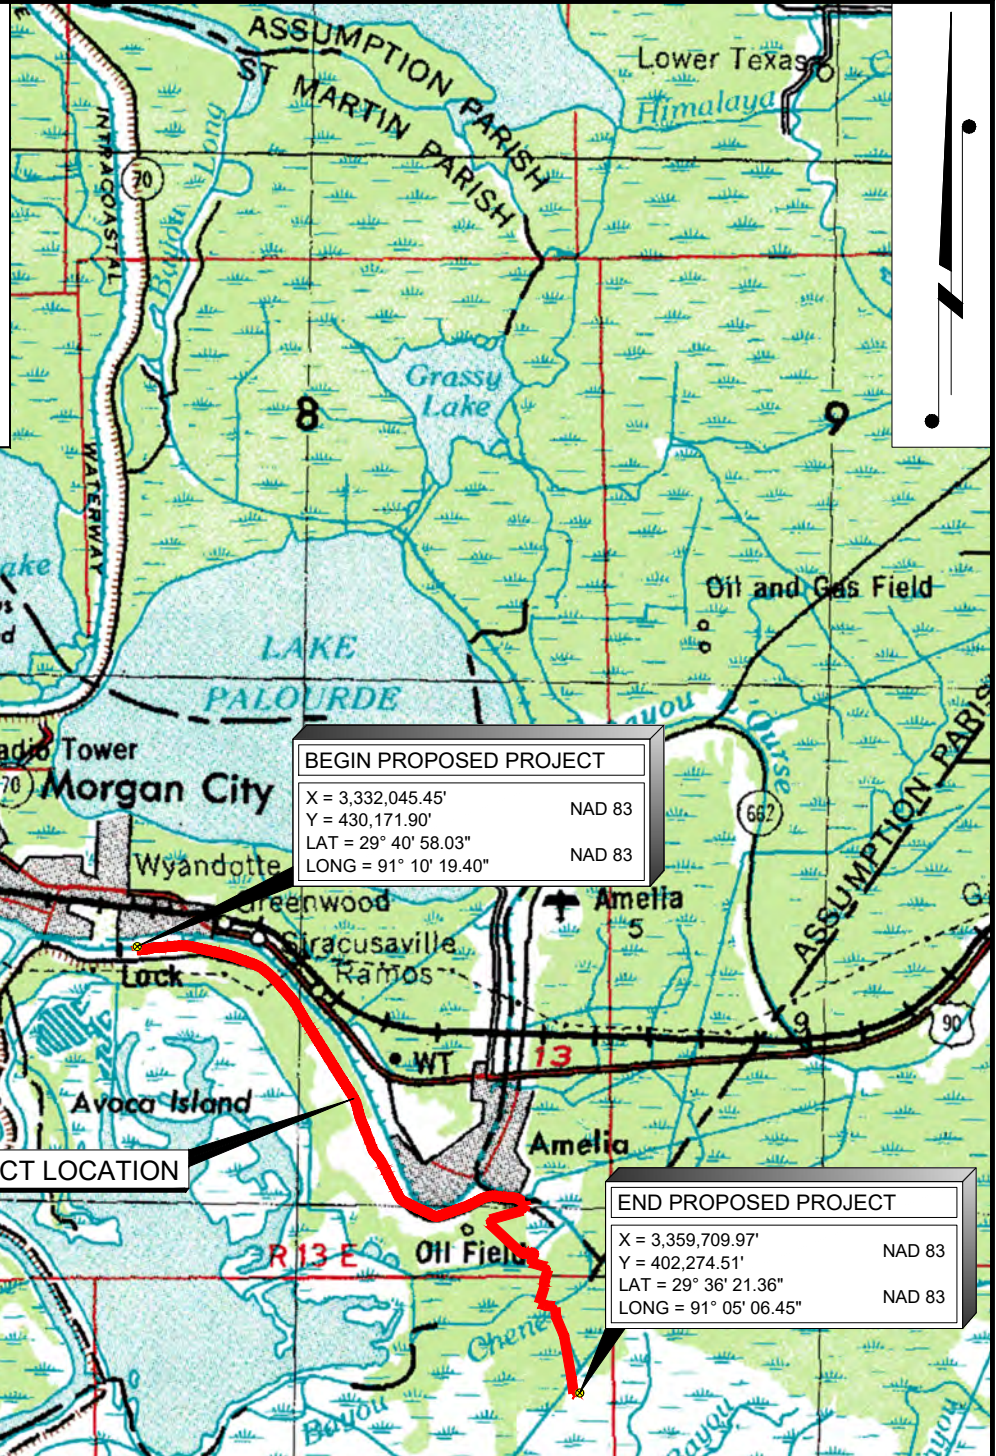 ASSUMPTION PARISH
ST MARTIN PARISH
Lower Texas
Himalaya
INTRACOASTAL
WATERWAY
70
Bayou Long
Grassy
Lake
8
9
ake
Oil and Gas Field
LAKE
PALOURDE
ayou
Ourse
ASSUMPTION PARIS
adio Tower
70
Morgan City
BEGIN PROPOSED PROJECT
X = 3,332,045.45'
Y = 430,171.90'
NAD 83
LAT = 29° 40' 58.03"
LONG = 91° 10' 19.40"
NAD 83
662
Wyandotte
Greenwood
Amelia
5
Siracusaville
Ramos
Lock
9
90
WT
13
Avoca Island
Amelia
CT LOCATION
END PROPOSED PROJECT
X = 3,359,709.97'
Y = 402,274.51'
NAD 83
LAT = 29° 36' 21.36"
LONG = 91° 05' 06.45"
NAD 83
R 13 E
Oil Field
Chene
Bayou
Bayou